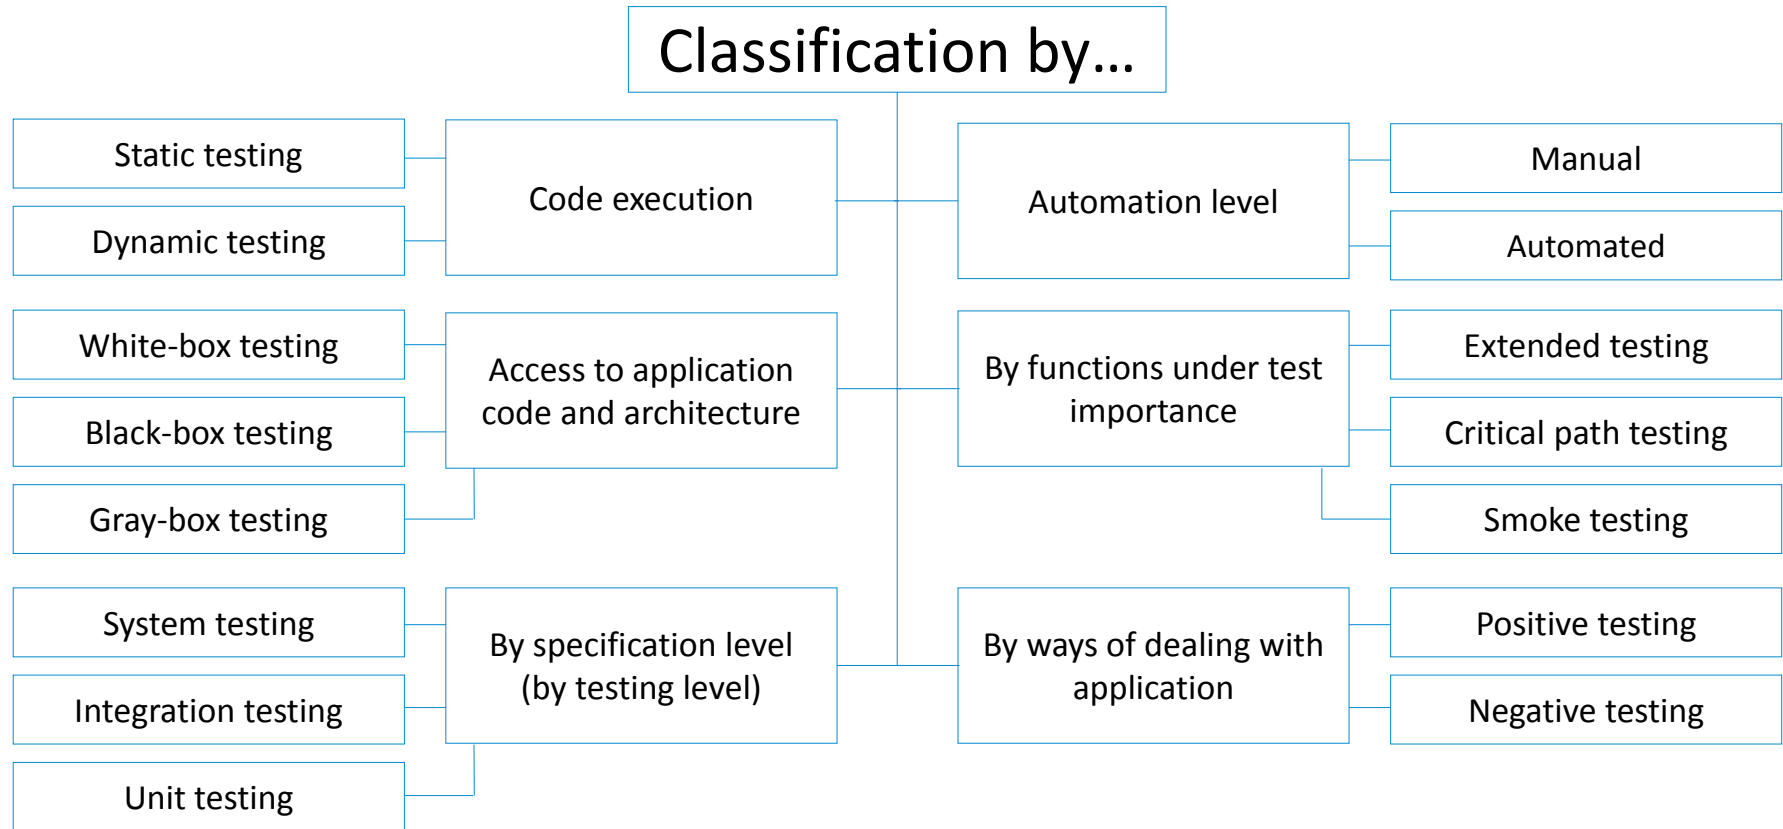 Classification by…
Static testing
Dynamic testing
Code execution
Automation level
Manual
Automated
White-box testing
Black-box testing
Gray-box testing
Access to application
code and architecture
By functions under test
importance
Extended testing
Critical path testing
Smoke testing
System testing
Integration testing
Unit testing
By specification level
(by testing level)
By ways of dealing with
application
Positive testing
Negative testing